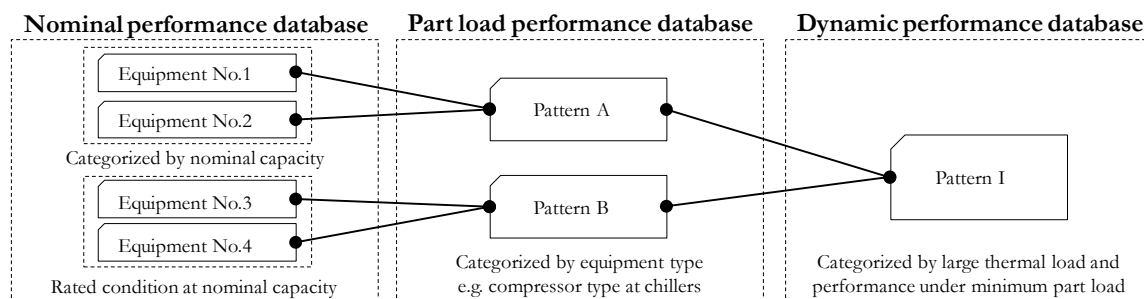 Nominal performance database
Equipment No.1
Equipment No.2
Categorized by nominal capacity
Equipment No.3
Equipment No.4
Rated condition at nominal capacity
Part load performance database
Pattern A
Pattern B
Categorized by equipment type
e.g. compressor type at chillers
Dynamic performance database
Pattern I
Categorized by large thermal load and
performance under minimum part load